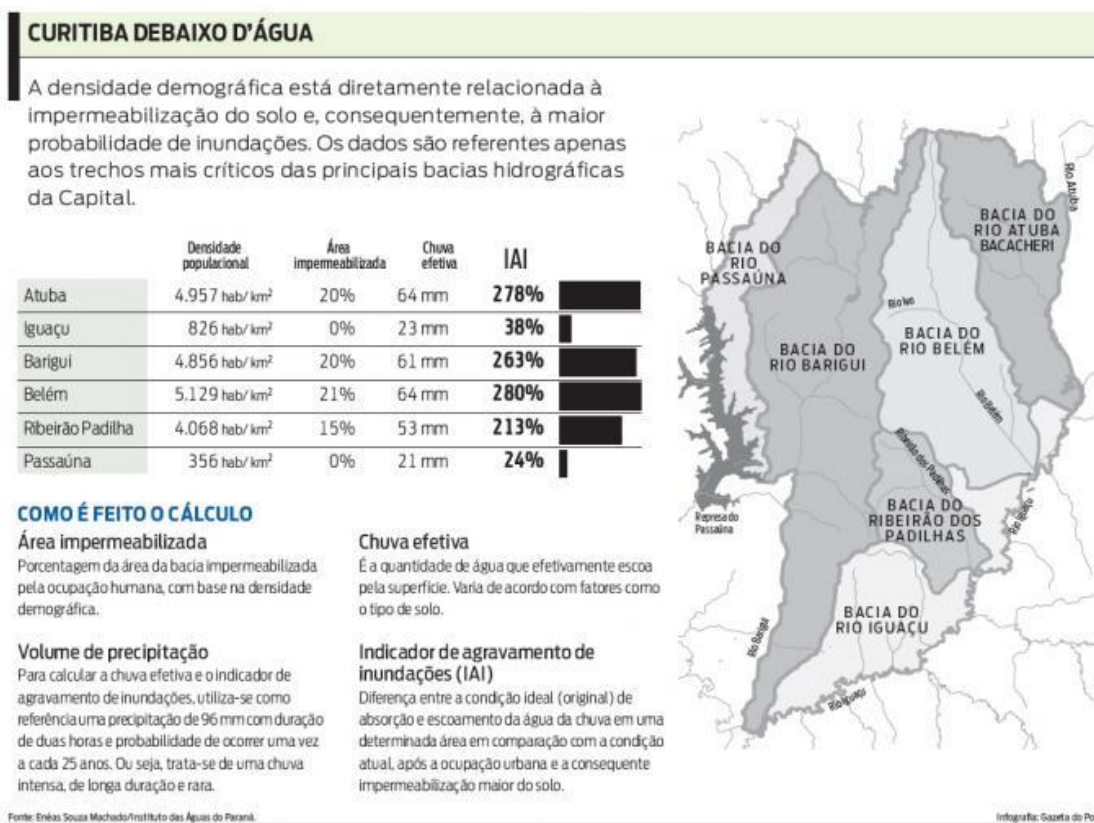 CURITIBA DEBAIXO D'ÁGUA
A densidade demográfica está diretamente relacionada à
impermeabilização do solo e, consequentemente, à maior
probabilidade de inundações. Os dados são referentes apenas
aos trechos mais críticos das principais bacias hidrográficas
da Capital.
Densidade populacional Área impermeabilizada Chuva efetiva IAI
Atuba 4.957 hab/km² 20% 64 mm 278%
Iguaçu 826 hab/km² 0% 23 mm 38%
Barigui 4.856 hab/km² 20% 61 mm 263%
Belém 5.129 hab/km² 21% 64 mm 280%
Ribeirão Padilha 4.068 hab/km² 15% 53 mm 213%
Passaúna 356 hab/km² 0% 21 mm 24%
COMO É FEITO O CÁLCULO
Área impermeabilizada
Porcentagem da área da bacia impermeabilizada
pela ocupação humana, com base na densidade
demográfica.
Volume de precipitação
Para calcular a chuva efetiva e o indicador de
agravamento de inundações, utiliza-se como
referência uma precipitação de 96 mm com duração
de duas horas e probabilidade de ocorrer uma vez
a cada 25 anos. Ou seja, trata-se de uma chuva
intensa, de longa duração e rara.
Chuva efetiva
É a quantidade de água que efetivamente escoa
pela superfície. Varia de acordo com fatores como
o tipo de solo.
Indicador de agravamento de
inundações (IAI)
Diferença entre a condição ideal (original) de
absorção e escoamento da água da chuva em uma
determinada área em comparação com a condição
atual, após a ocupação urbana e a consequente
impermeabilização maior do solo.
BACIA DO
RIO
PASSAÚNA
BACIA DO
RIO BARIGUI
BACIA DO
RIO BELÉM
BACIA DO
RIO ATUBA
BACACHERI
BACIA DO
RIBEIRÃO DOS
PADILHAS
BACIA DO
RIO IGUAÇU
Rio Atuba
Rio Ivo
Rio Belém
Ribeirão dos Padilhas
Rio Iguaçu
Represa do
Passaúna
Rio Barigui
Rio Iguaçu
Fonte: Enéas Souza Machado/Instituto das Águas do Paraná.
Infografia: Gazeta do Po